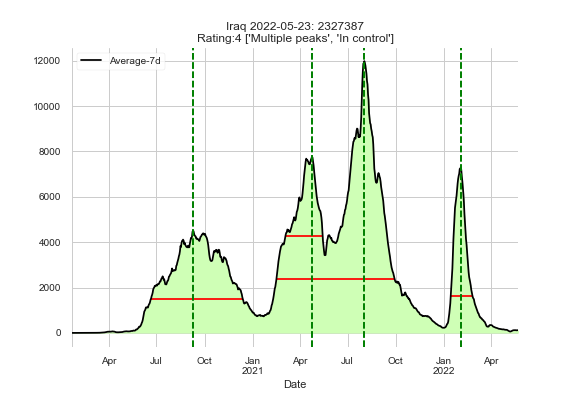 Iraq 2022-05-23: 2327387
Rating:4 ['Multiple peaks', 'In control']
Average-7d
12000
10000
8000
6000
4000
2000
0
Apr Jul Oct Jan Apr Jul Oct Jan Apr
2021 2022
Date